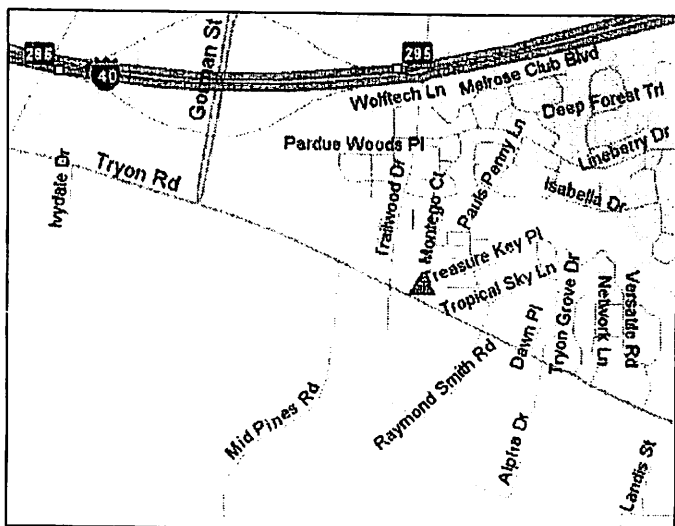 295
295
40
Gorman St
Wolftech Ln
Melrose Club Blvd
Deep Forest Trl
Pardue Woods Pl
Lineberry Dr
Tryon Rd
Ivydale Dr
Trailwood Dr
Montego Ct
Pauls Penny Ln
Isabella Dr
Treasure Key Pl
Tropical Sky Ln
Dawn Pl
Tryon Grove Dr
Network Ln
Versatile Rd
Raymond Smith Rd
Mid Pines Rd
Alpha Dr
Landis St